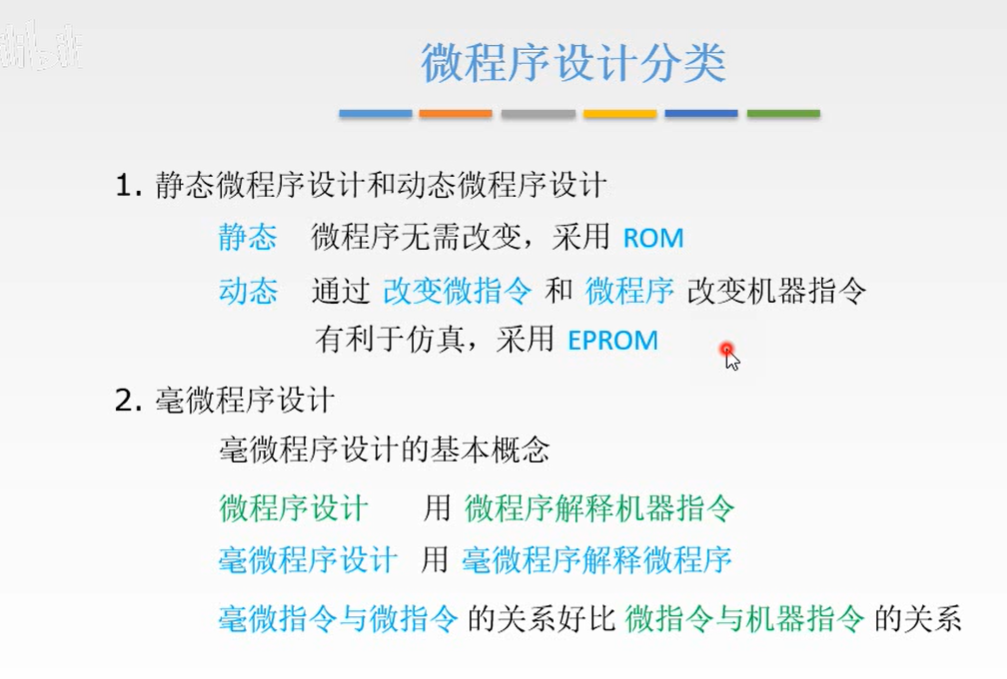 微程序设计分类
1. 静态微程序设计和动态微程序设计
静态 微程序无需改变，采用 ROM
动态 通过 改变微指令 和 微程序 改变机器指令
有利于仿真，采用 EPROM
2. 毫微程序设计
毫微程序设计的基本概念
微程序设计 用 微程序解释机器指令
毫微程序设计 用 毫微程序解释微程序
毫微指令与微指令 的关系好比 微指令与机器指令 的关系